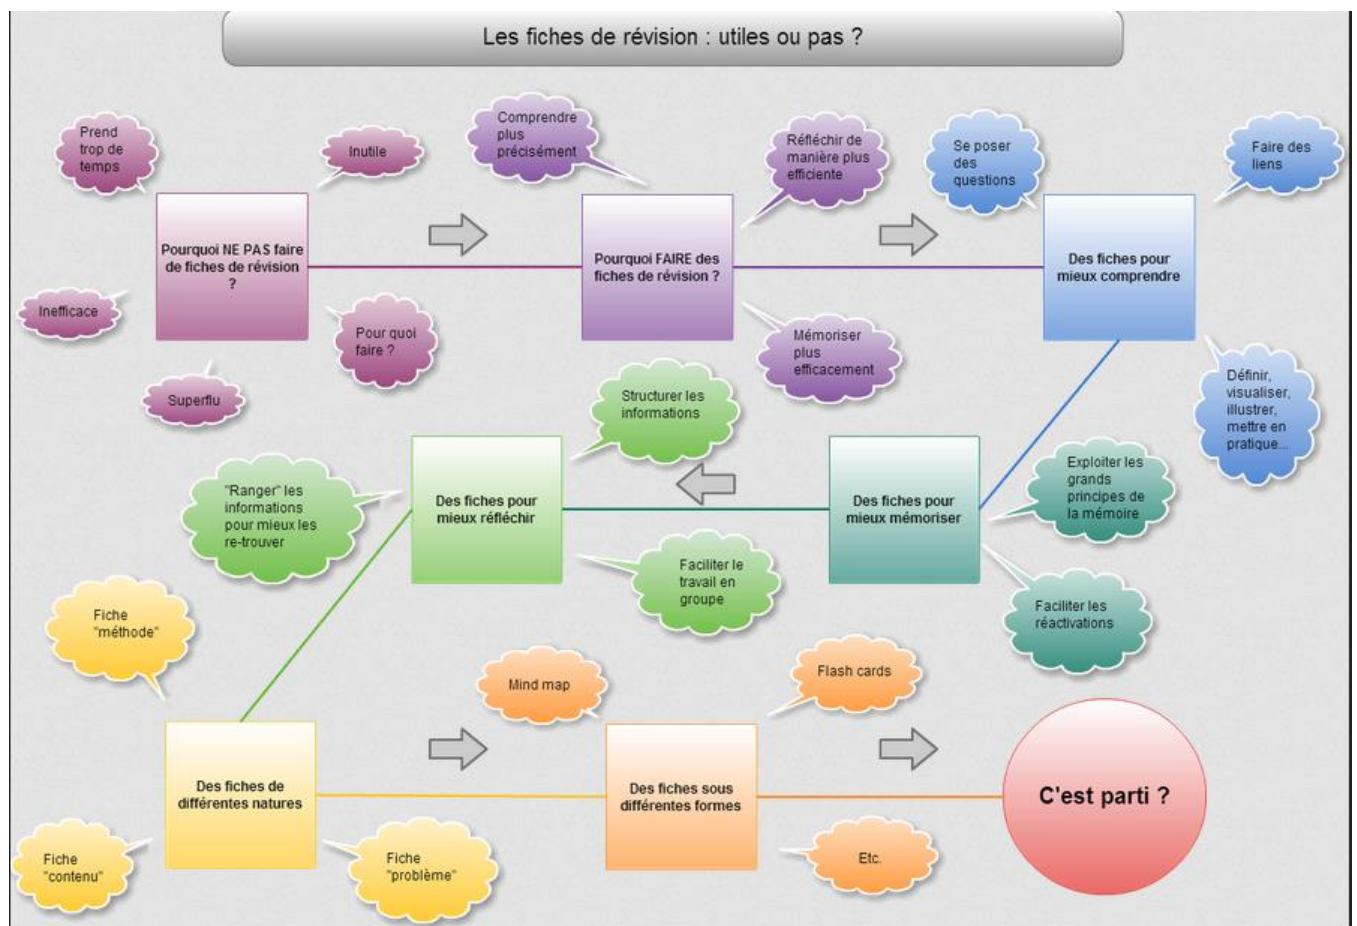 Les fiches de révision : utiles ou pas ?
Prend
trop de
temps
Inutile
Pourquoi NE PAS faire
de fiches de révision
?
Inefficace
Superflu
Pour quoi
faire ?
Comprendre
plus
précisément
Réfléchir de
manière plus
efficiente
Pourquoi FAIRE des
fiches de révision ?
Mémoriser
plus
efficacement
Se poser
des
questions
Faire des
liens
Des fiches pour
mieux comprendre
Définir,
visualiser,
illustrer,
mettre en
pratique...
Exploiter les
grands
principes de
la mémoire
Des fiches pour
mieux mémoriser
Faciliter les
réactivations
Structurer les
informations
Des fiches pour
mieux réfléchir
"Ranger" les
informations
pour mieux les
re-trouver
Faciliter le
travail en
groupe
Fiche
"méthode"
Des fiches de
différentes natures
Fiche
"contenu"
Fiche
"problème"
Mind map
Flash cards
Des fiches sous
différentes formes
Etc.
C'est parti ?